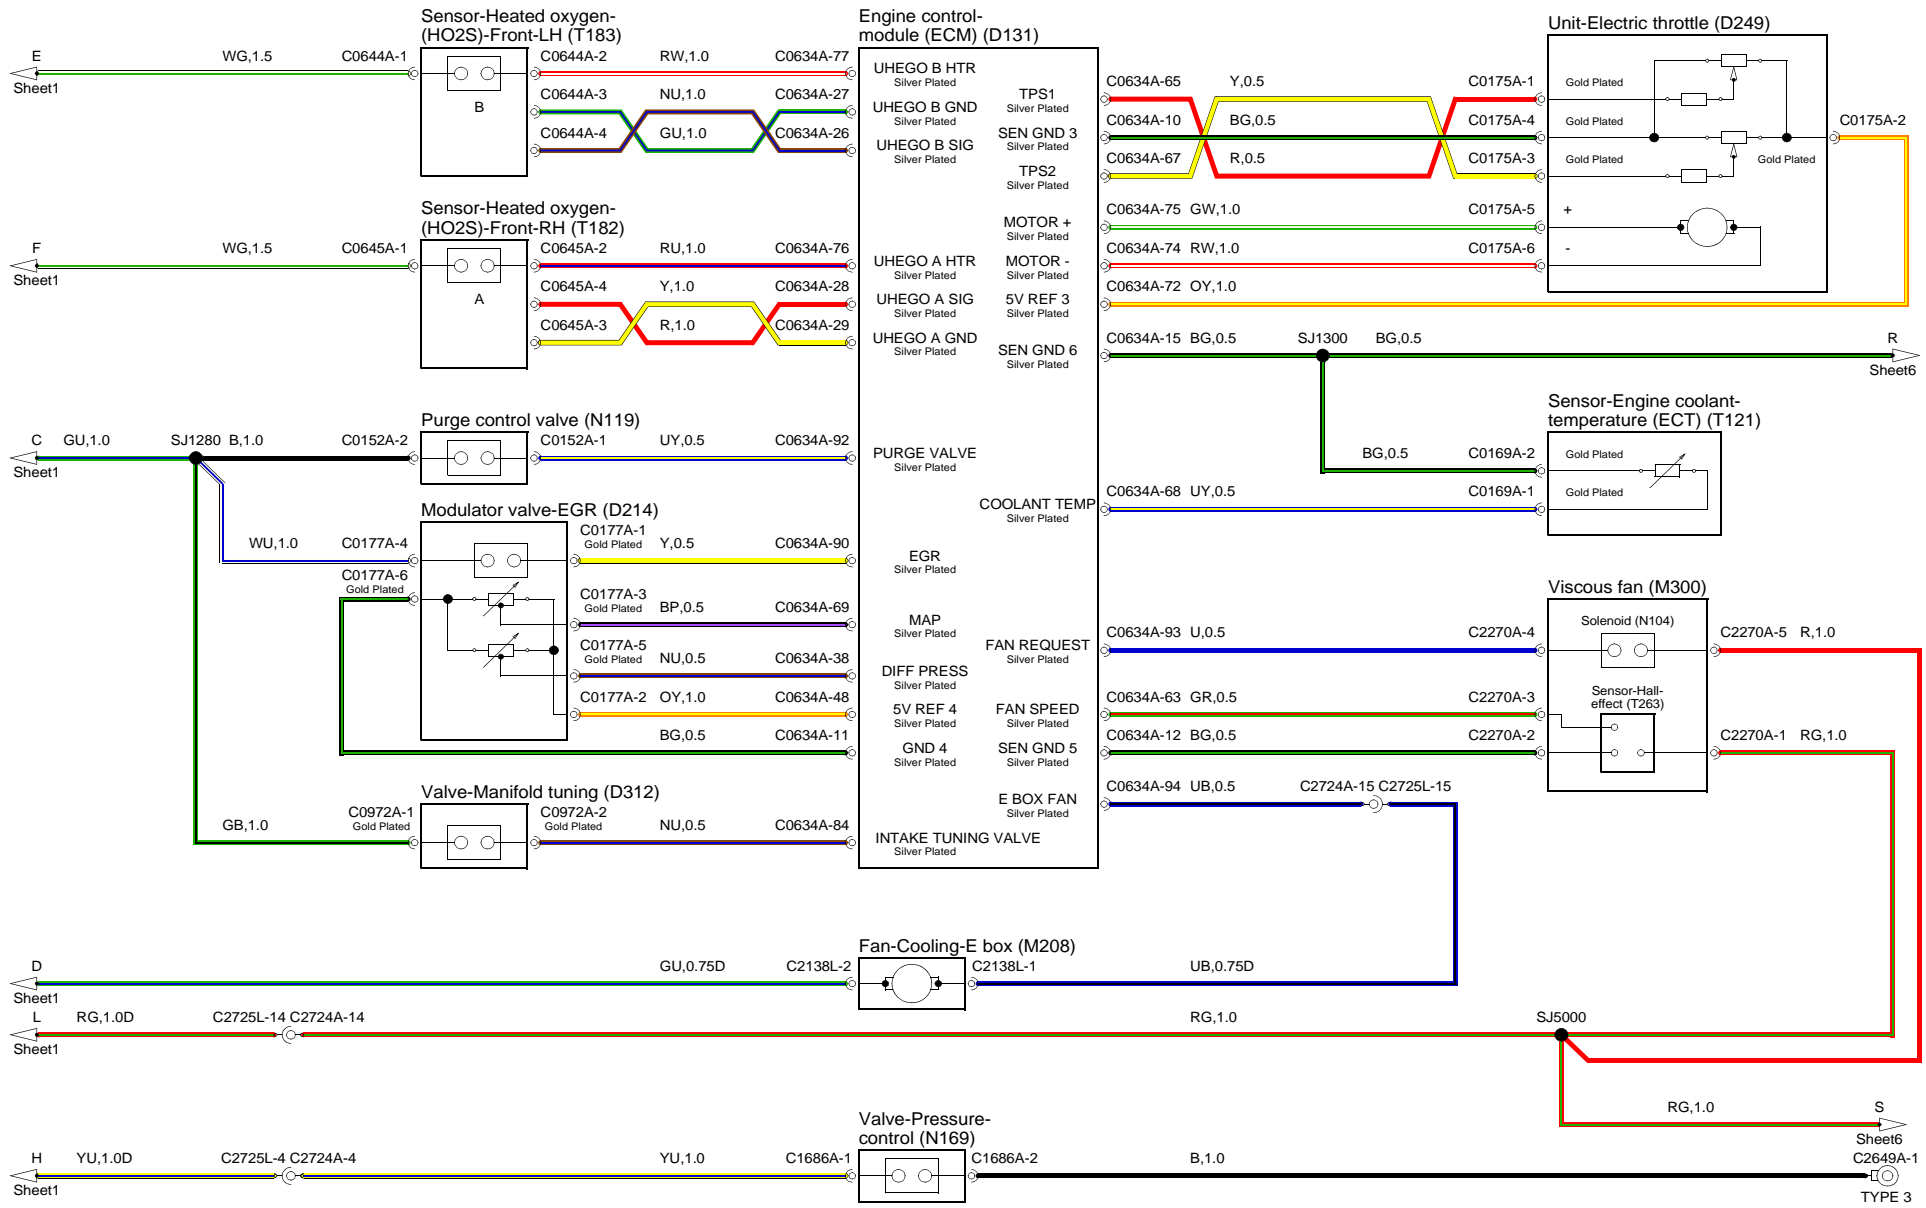 Sensor-Heated oxygen-
(HO2S)-Front-LH (T183)
E
Sheet1
WG,1.5
C0644A-1
B
C0644A-2
RW,1.0
C0634A-77
C0644A-3
NU,1.0
C0634A-27
C0644A-4
GU,1.0
C0634A-26
Sensor-Heated oxygen-
(HO2S)-Front-RH (T182)
F
Sheet1
WG,1.5
C0645A-1
A
C0645A-2
RU,1.0
C0634A-76
C0645A-4
Y,1.0
C0634A-28
C0645A-3
R,1.0
C0634A-29
Purge control valve (N119)
C
Sheet1
GU,1.0
SJ1280
B,1.0
C0152A-2
C0152A-1
UY,0.5
C0634A-92
Modulator valve-EGR (D214)
WU,1.0
C0177A-4
C0177A-6
Gold Plated
C0177A-1
Gold Plated
Y,0.5
C0634A-90
C0177A-3
Gold Plated
BP,0.5
C0634A-69
C0177A-5
Gold Plated
NU,0.5
C0634A-38
C0177A-2
OY,1.0
C0634A-48
BG,0.5
C0634A-11
Valve-Manifold tuning (D312)
GB,1.0
C0972A-1
Gold Plated
C0972A-2
Gold Plated
NU,0.5
C0634A-84
Engine control-
module (ECM) (D131)
UHEGO B HTR
Silver Plated
UHEGO B GND
Silver Plated
UHEGO B SIG
Silver Plated
UHEGO A HTR
Silver Plated
UHEGO A SIG
Silver Plated
UHEGO A GND
Silver Plated
PURGE VALVE
Silver Plated
EGR
Silver Plated
MAP
Silver Plated
DIFF PRESS
Silver Plated
5V REF 4
Silver Plated
GND 4
Silver Plated
INTAKE TUNING VALVE
Silver Plated
TPS1
Silver Plated
SEN GND 3
Silver Plated
TPS2
Silver Plated
MOTOR +
Silver Plated
MOTOR -
Silver Plated
5V REF 3
Silver Plated
SEN GND 6
Silver Plated
COOLANT TEMP
Silver Plated
FAN REQUEST
Silver Plated
FAN SPEED
Silver Plated
SEN GND 5
Silver Plated
E BOX FAN
Silver Plated
Unit-Electric throttle (D249)
C0634A-65
Y,0.5
C0175A-1
Gold Plated
C0634A-10
BG,0.5
C0175A-4
Gold Plated
C0634A-67
R,0.5
C0175A-3
Gold Plated
Gold Plated
C0175A-2
C0634A-75
GW,1.0
C0175A-5
+
C0634A-74
RW,1.0
C0175A-6
-
C0634A-72
OY,1.0
C0634A-15
BG,0.5
SJ1300
BG,0.5
R
Sheet6
Sensor-Engine coolant-
temperature (ECT) (T121)
BG,0.5
C0169A-2
Gold Plated
C0634A-68
UY,0.5
C0169A-1
Gold Plated
Viscous fan (M300)
C0634A-93
U,0.5
C2270A-4
Solenoid (N104)
C2270A-5
R,1.0
C0634A-63
GR,0.5
C2270A-3
Sensor-Hall-
effect (T263)
C0634A-12
BG,0.5
C2270A-2
C2270A-1
RG,1.0
C0634A-94
UB,0.5
C2724A-15
C2725L-15
Fan-Cooling-E box (M208)
D
Sheet1
GU,0.75D
C2138L-2
C2138L-1
UB,0.75D
L
Sheet1
RG,1.0D
C2725L-14
C2724A-14
RG,1.0
SJ5000
RG,1.0
S
Sheet6
Valve-Pressure-
control (N169)
H
Sheet1
YU,1.0D
C2725L-4
C2724A-4
YU,1.0
C1686A-1
C1686A-2
B,1.0
C2649A-1
TYPE 3